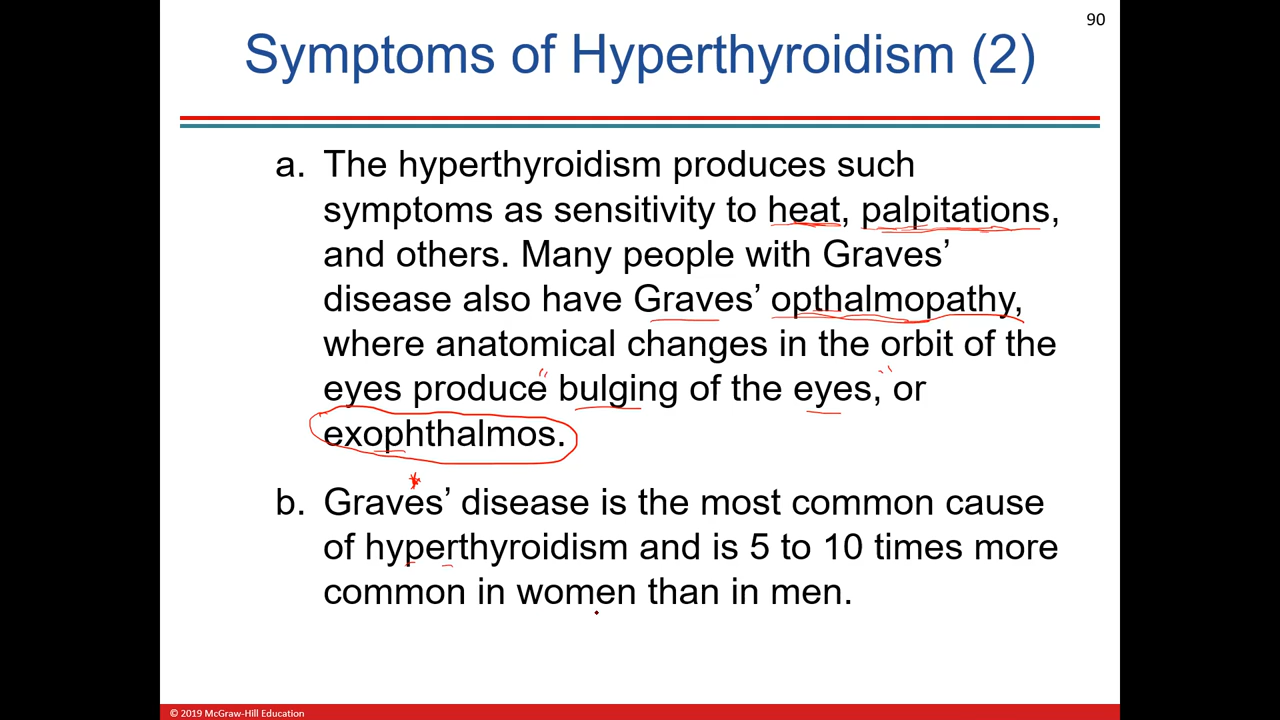 90
Symptoms of Hyperthyroidism (2)
a. The hyperthyroidism produces such
symptoms as sensitivity to heat, palpitations,
and others. Many people with Graves’
disease also have Graves’ opthalmopathy,
where anatomical changes in the orbit of the
eyes produce " bulging of the eyes, " or
exophthalmos.
*
b. Graves’ disease is the most common cause
of hyperthyroidism and is 5 to 10 times more
common in women than in men.
© 2019 McGraw-Hill Education